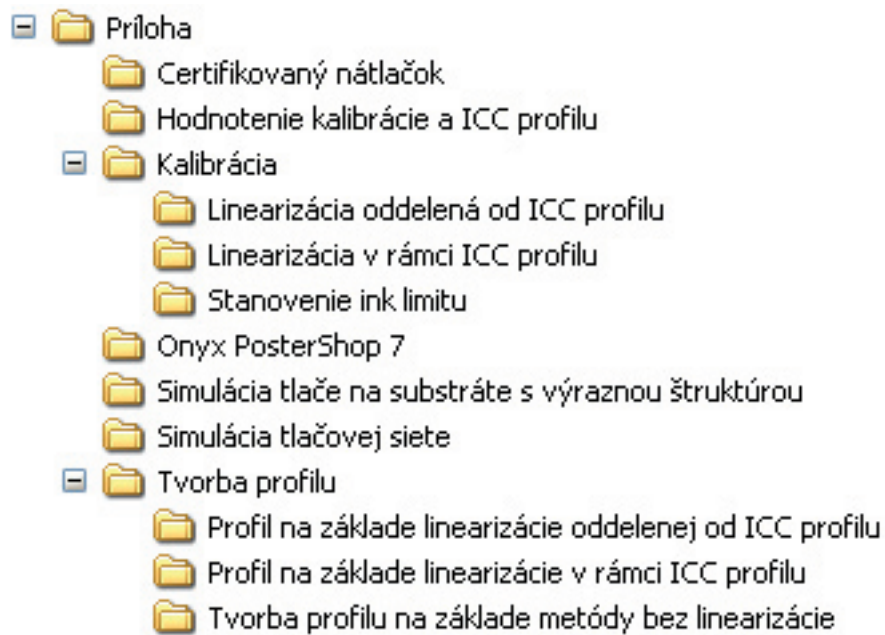 Príloha
Certifikovaný nátlačok
Hodnotenie kalibrácie a ICC profilu
Kalibrácia
Linearizácia oddelená od ICC profilu
Linearizácia v rámci ICC profilu
Stanovenie ink limitu
Onyx PosterShop 7
Simulácia tlače na substráte s výraznou štruktúrou
Simulácia tlačovej siete
Tvorba profilu
Profil na základe linearizácie oddelenej od ICC profilu
Profil na základe linearizácie v rámci ICC profilu
Tvorba profilu na základe metódy bez linearizácie